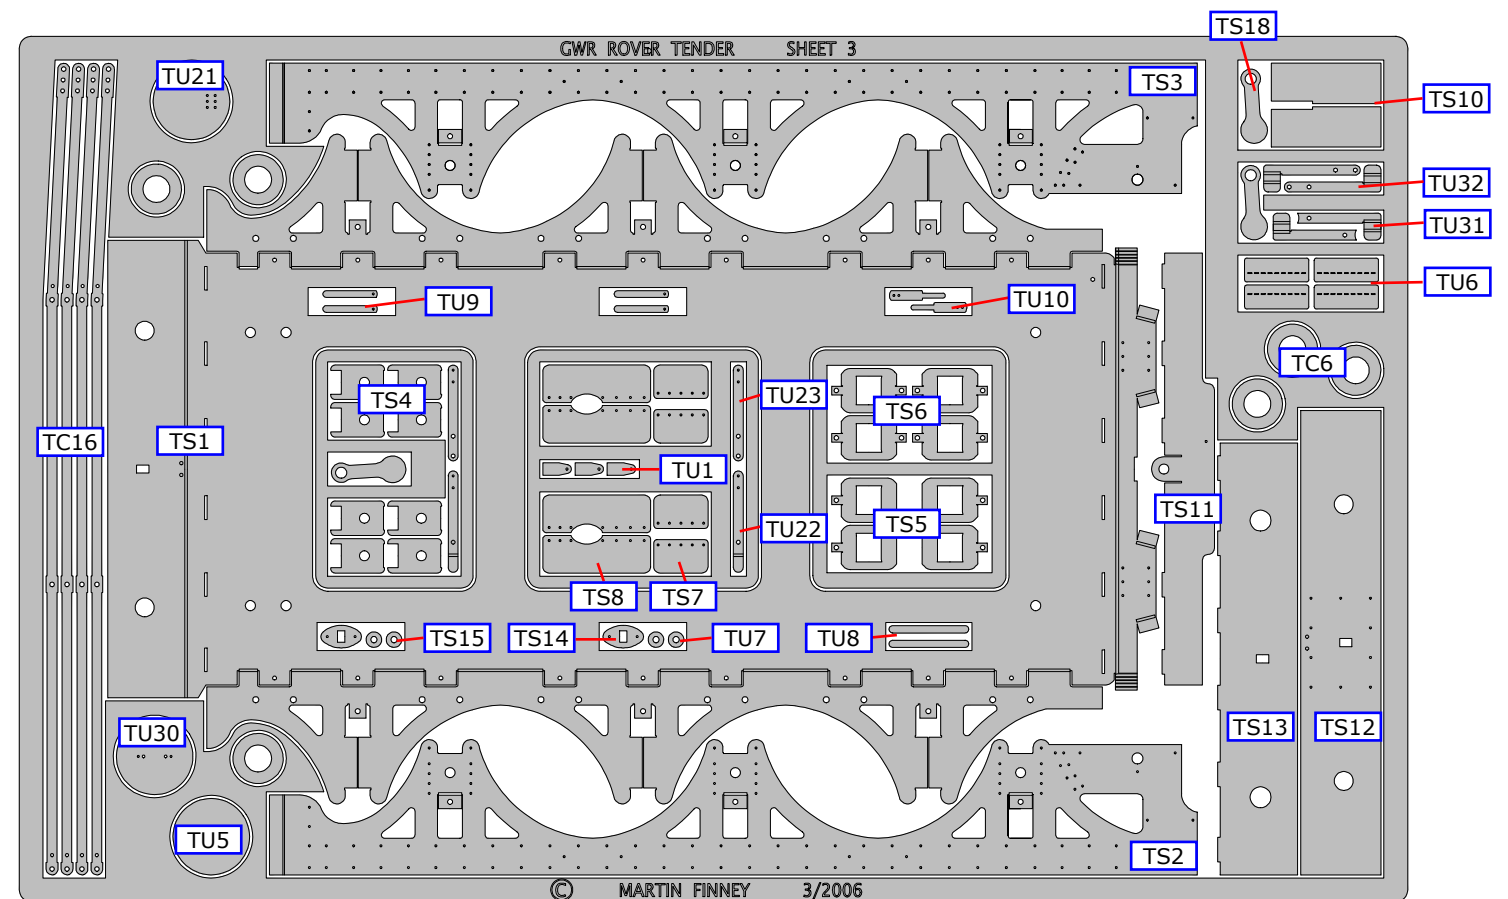 TS18
GWR ROVER TENDER SHEET 3
TU21
TS3
TS10
TU32
TU31
TU9
TU10
TU6
TC6
TS4
TU23
TS6
TC16
TS1
TU1
TS11
TU22
TS5
TS8
TS7
TS15
TS14
TU7
TU8
TU30
TS13
TS12
TU5
TS2
© MARTIN FINNEY 3/2006